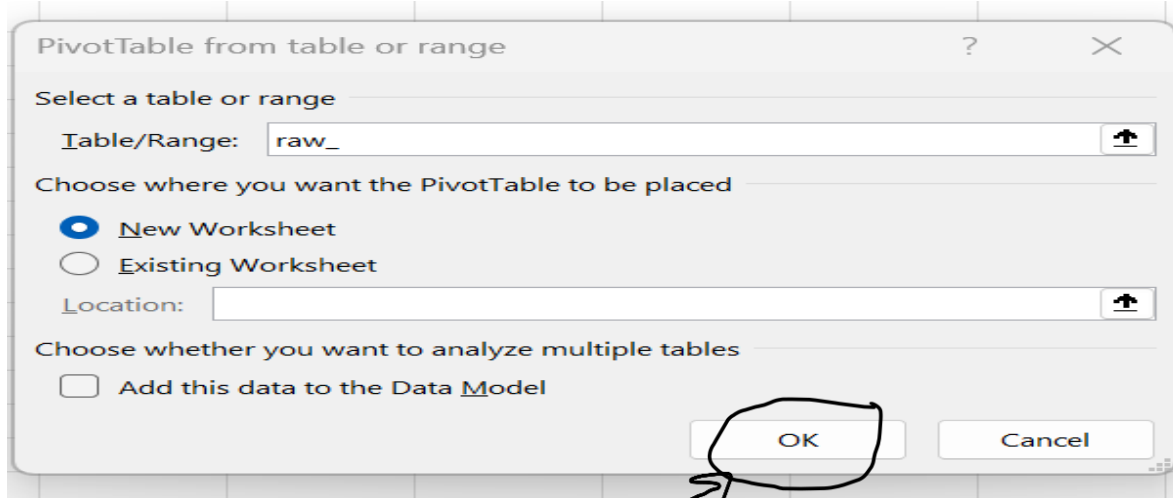 PivotTable from table or range ?
Select a table or range
Table/Range: raw_
Choose where you want the PivotTable to be placed
New Worksheet
Existing Worksheet
Location:
Choose whether you want to analyze multiple tables
Add this data to the Data Model
OK Cancel